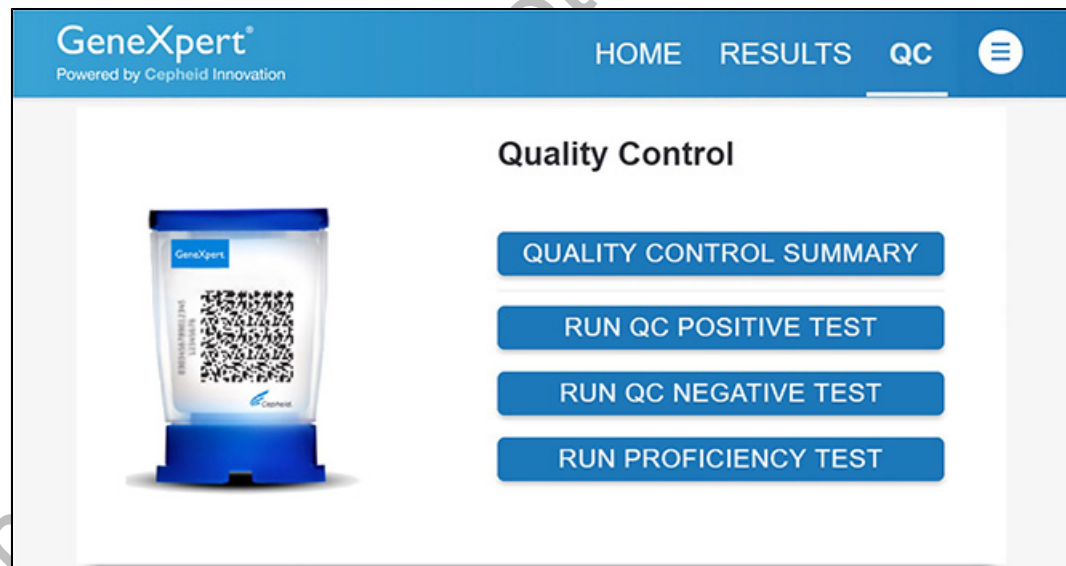 GeneXpert®
Powered by Cepheid Innovation
HOME RESULTS QC
Quality Control
GeneXpert
Cepheid.
QUALITY CONTROL SUMMARY
RUN QC POSITIVE TEST
RUN QC NEGATIVE TEST
RUN PROFICIENCY TEST